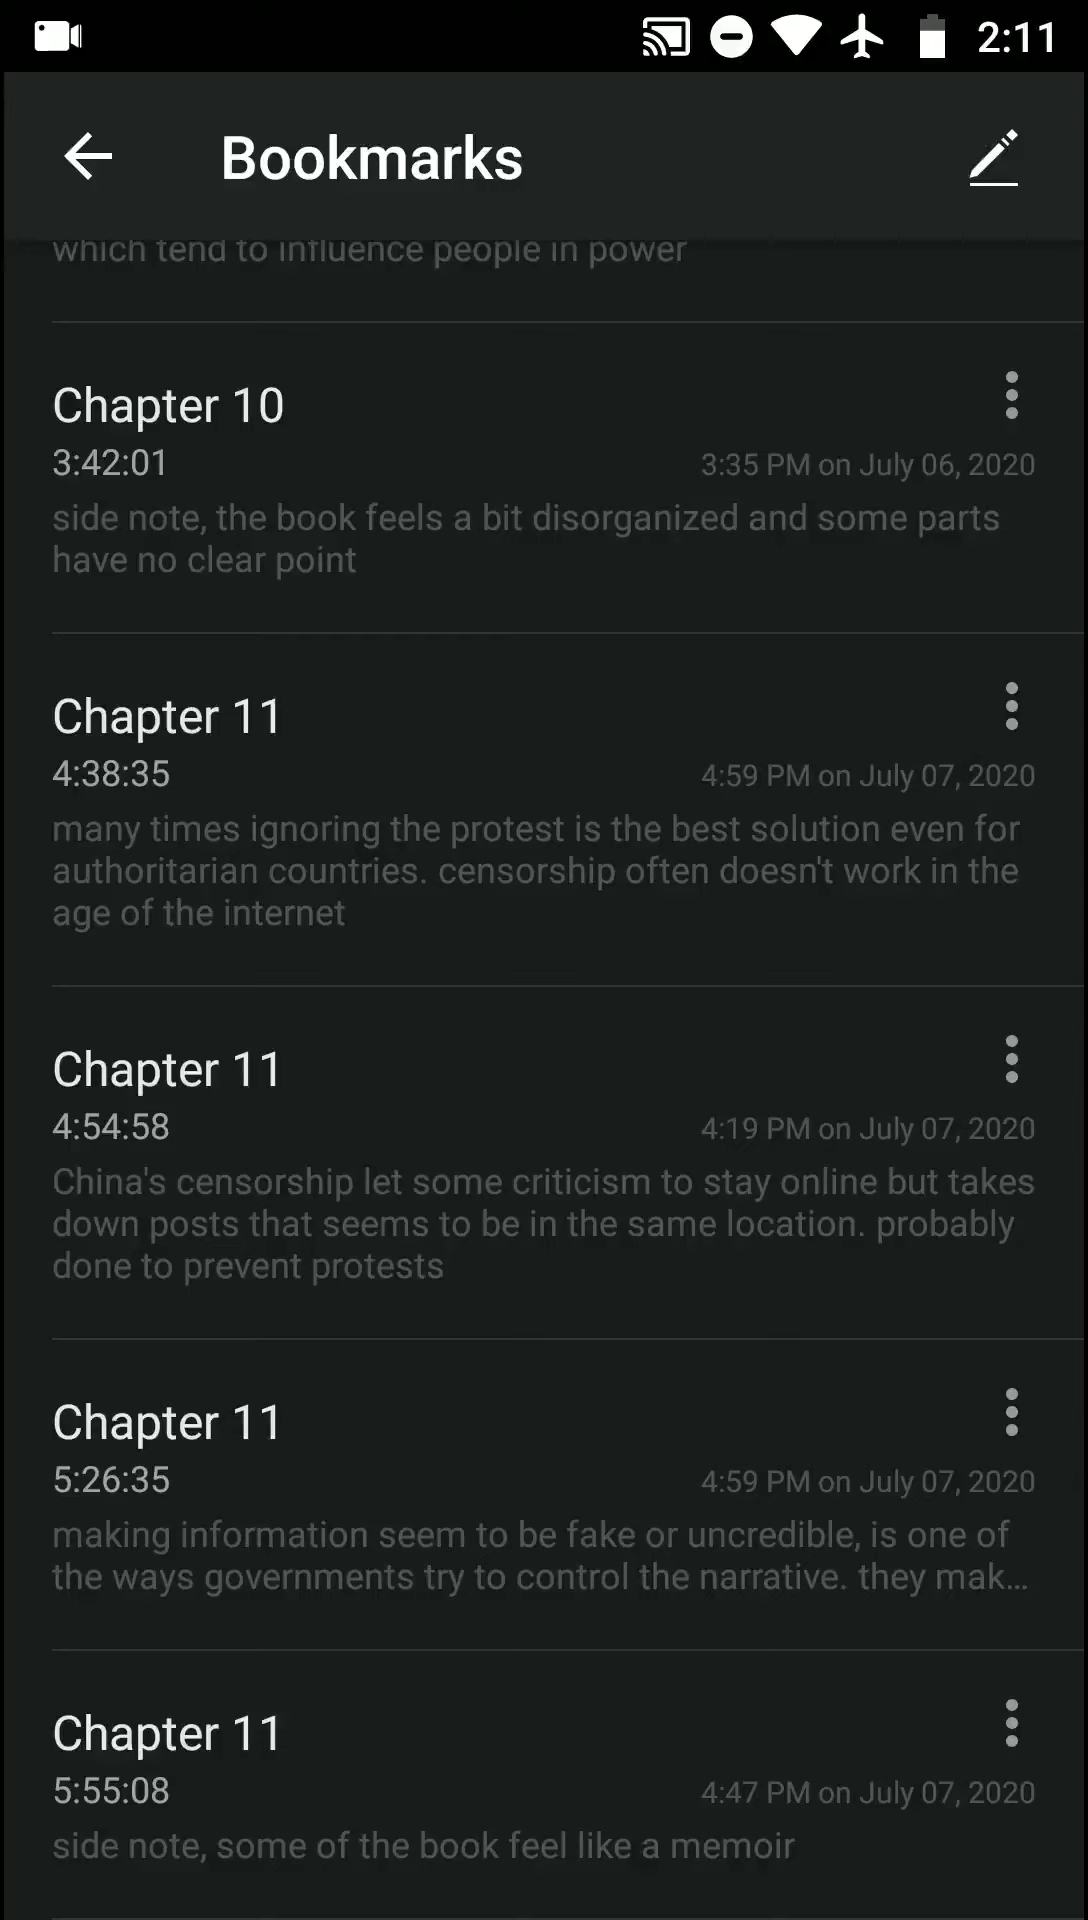 2:11
Bookmarks
which tend to influence people in power
Chapter 10
3:42:01
3:35 PM on July 06, 2020
side note, the book feels a bit disorganized and some parts
have no clear point
Chapter 11
4:38:35
4:59 PM on July 07, 2020
many times ignoring the protest is the best solution even for
authoritarian countries. censorship often doesn't work in the
age of the internet
Chapter 11
4:54:58
4:19 PM on July 07, 2020
China's censorship let some criticism to stay online but takes
down posts that seems to be in the same location. probably
done to prevent protests
Chapter 11
5:26:35
4:59 PM on July 07, 2020
making information seem to be fake or uncredible, is one of
the ways governments try to control the narrative. they mak...
Chapter 11
5:55:08
4:47 PM on July 07, 2020
side note, some of the book feel like a memoir